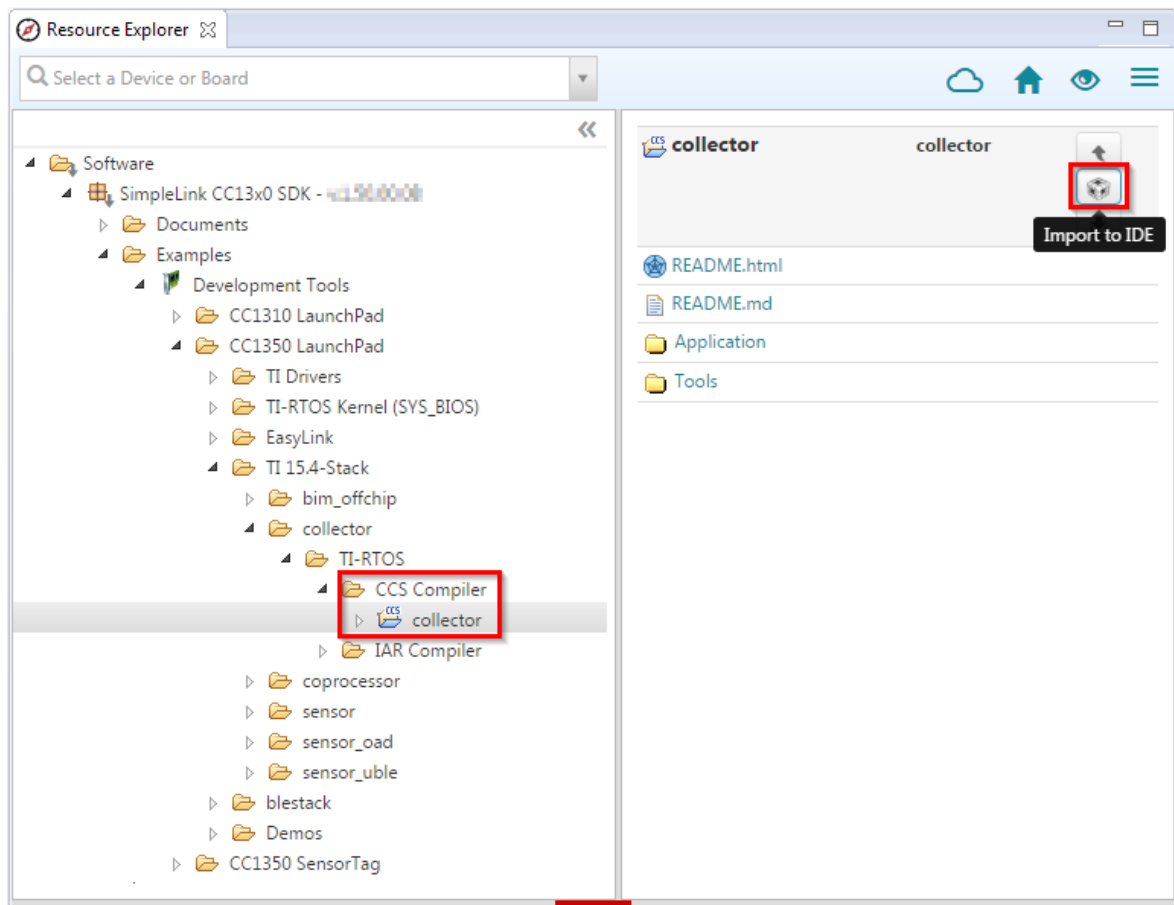 Resource Explorer
Select a Device or Board
Software
SimpleLink CC13x0 SDK -
Documents
Examples
Development Tools
CC1310 LaunchPad
CC1350 LaunchPad
TI Drivers
TI-RTOS Kernel (SYS_BIOS)
EasyLink
TI 15.4-Stack
bim_offchip
collector
TI-RTOS
CCS Compiler
ccs collector
IAR Compiler
coprocessor
sensor
sensor_oad
sensor_uble
blestack
Demos
CC1350 SensorTag
ccs collector collector
Import to IDE
README.html
README.md
Application
Tools